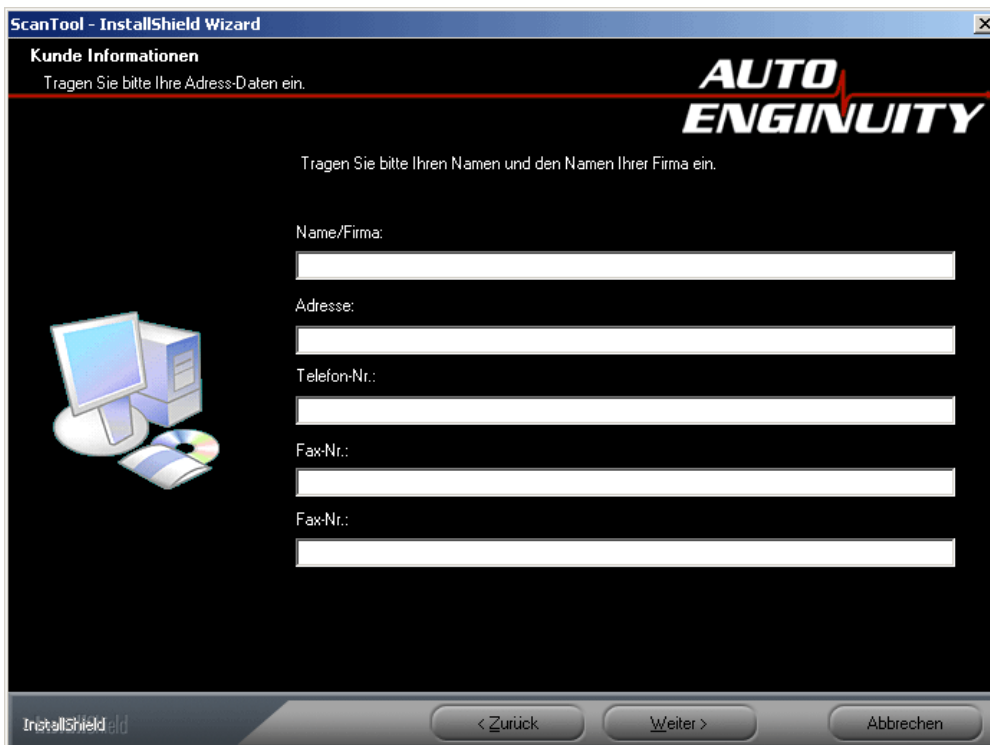 ScanTool - InstallShield Wizard
Kunde Informationen
Tragen Sie bitte Ihre Adress-Daten ein.
AUTO
ENGINUITY
Tragen Sie bitte Ihren Namen und den Namen Ihrer Firma ein.
Name/Firma:
Adresse:
Telefon-Nr.:
Fax-Nr.:
Fax-Nr.:
InstallShield
< Zurück
Weiter >
Abbrechen